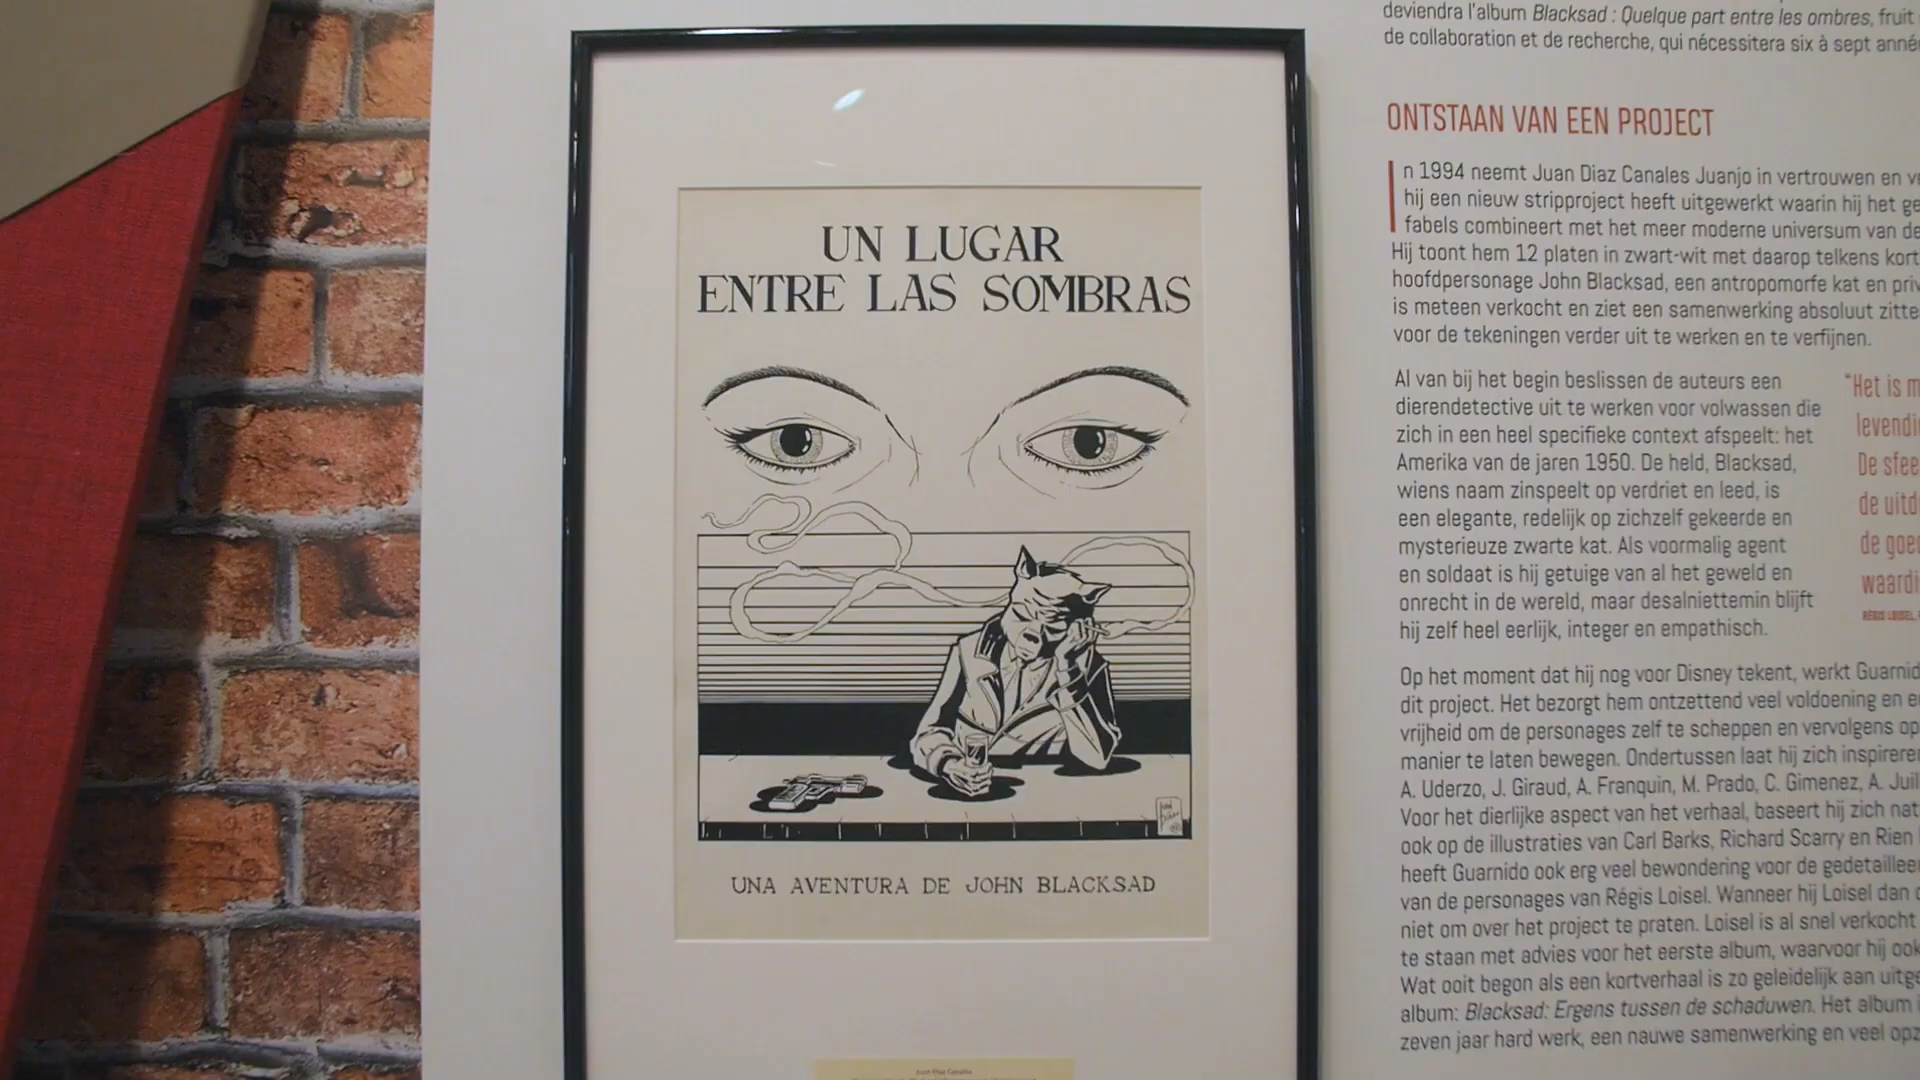 UN LUGAR
ENTRE LAS SOMBRAS
UNA AVENTURA DE JOHN BLACKSAD
Juan Díaz Canales
deviendra l'album Blacksad : Quelque part entre les ombres, fruit
de collaboration et de recherche, qui nécessitera six à sept
ONTSTAAN VAN EEN PROJECT
In 1994 neemt Juan Diaz Canales Juanjo in vertrouwen en
hij een nieuw stripproject heeft uitgewerkt waarin hij het
fabels combineert met het meer moderne universum van de
Hij toont hem 12 platen in zwart-wit met daarop telkens
hoofdpersonage John Blacksad, een antropomorfe kat en
is meteen verkocht en ziet een samenwerking absoluut
voor de tekeningen verder uit te werken en te verfijnen.
Al van bij het begin beslissen de auteurs een
dierendetective uit te werken voor volwassen die
zich in een heel specifieke context afspeelt: het
Amerika van de jaren 1950. De held, Blacksad,
wiens naam zinspeelt op verdriet en leed, is
een elegante, redelijk op zichzelf gekeerde en
mysterieuze zwarte kat. Als voormalig agent
en soldaat is hij getuige van al het geweld en
onrecht in de wereld, maar desalniettemin blijft
hij zelf heel eerlijk, integer en empathisch.
"Het is
De
de
de
RÉGIS LOISEL,
Op het moment dat hij nog voor Disney tekent, werkt
dit project. Het bezorgt hem ontzettend veel voldoening en
vrijheid om de personages zelf te scheppen en vervolgens op
manier te laten bewegen. Ondertussen laat hij zich
A. Uderzo, J. Giraud, A. Franquin, M. Prado, C. Gimenez, A.
Voor het dierlijke aspect van het verhaal, baseert hij zich
ook op de illustraties van Carl Barks, Richard Scarry en Rien
heeft Guarnido ook erg veel bewondering voor de
van de personages van Régis Loisel. Wanneer hij Loisel dan
niet om over het project te praten. Loisel is al snel verkocht
te staan met advies voor het eerste album, waarvoor hij ook
Wat ooit begon als een kortverhaal is zo geleidelijk aan
album: Blacksad: Ergens tussen de schaduwen. Het album
zeven jaar hard werk, een nauwe samenwerking en veel